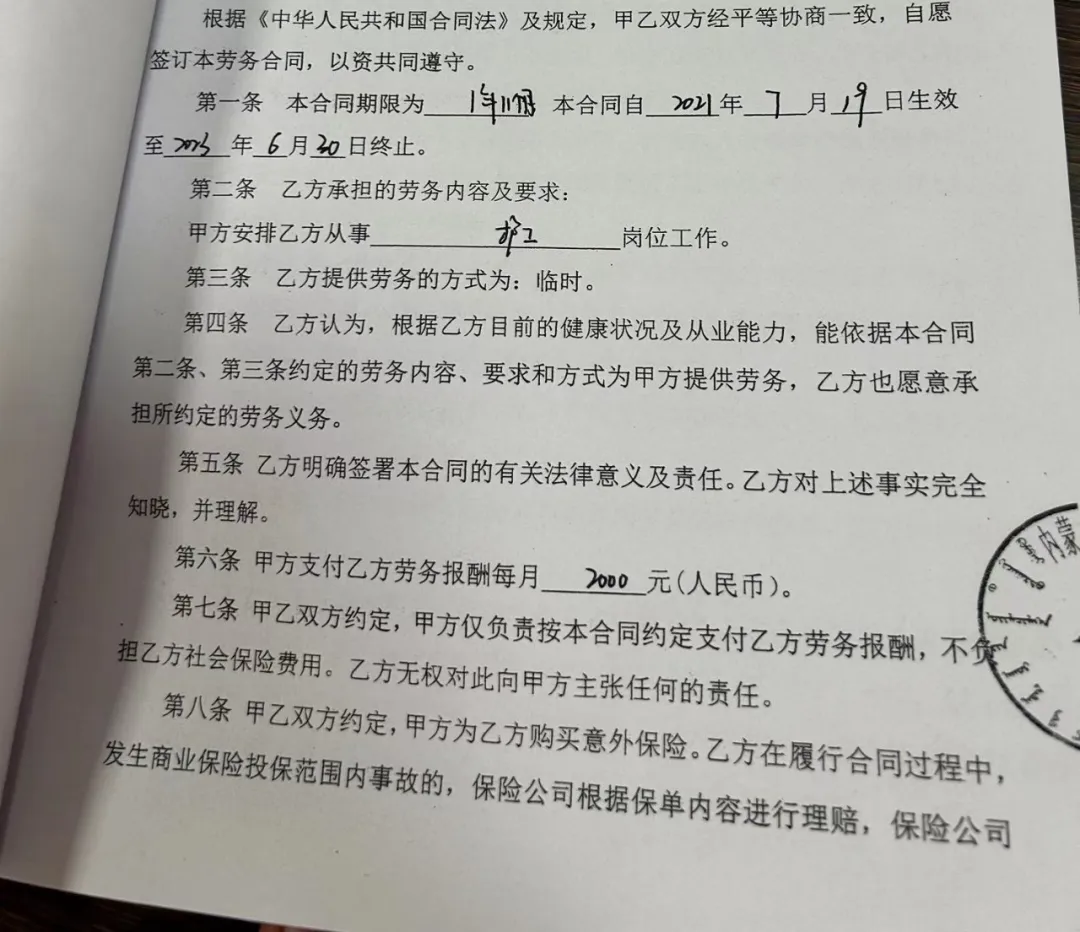 根据《中华人民共和国合同法》及规定，甲乙双方经平等协商一致，自愿
签订本劳务合同，以资共同遵守。
第一条 本合同期限为1年11个月 本合同自2021年7月19日生效
至2023年6月30日终止。
第二条 乙方承担的劳务内容及要求：
甲方安排乙方从事护工岗位工作。
第三条 乙方提供劳务的方式为：临时。
第四条 乙方认为，根据乙方目前的健康状况及从业能力，能依据本合同
第二条、第三条约定的劳务内容、要求和方式为甲方提供劳务，乙方也愿意承
担所约定的劳务义务。
第五条 乙方明确签署本合同的有关法律意义及责任。乙方对上述事实完全
知晓，并理解。
第六条 甲方支付乙方劳务报酬每月2000元(人民币)。
第七条 甲乙双方约定，甲方仅负责按本合同约定支付乙方劳务报酬，不负
担乙方社会保险费用。乙方无权对此向甲方主张任何的责任。
第八条 甲乙双方约定，甲方为乙方购买意外保险。乙方在履行合同过程中，
发生商业保险投保范围内事故的，保险公司根据保单内容进行理赔，保险公司
内蒙